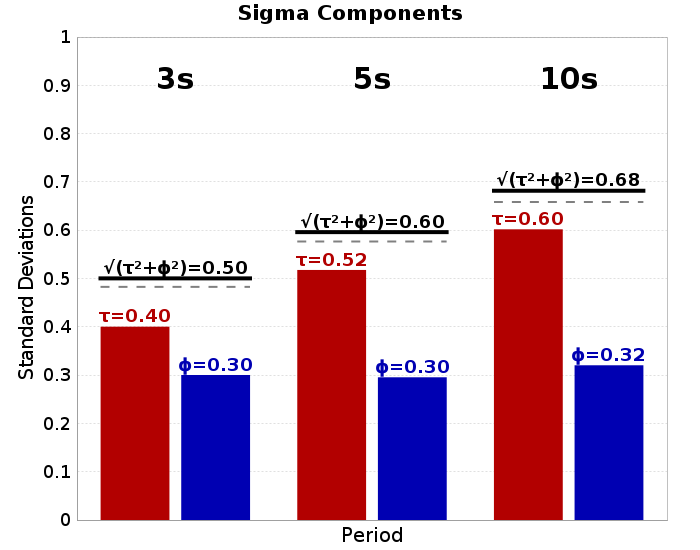 Sigma Components
1
0.9
0.8
0.7
0.6
0.5
0.4
0.3
0.2
0.1
0
Standard Deviations
3s
5s
10s
√(τ²+ϕ²)=0.50
√(τ²+ϕ²)=0.60
√(τ²+ϕ²)=0.68
τ=0.40
ϕ=0.30
τ=0.52
ϕ=0.30
τ=0.60
ϕ=0.32
Period